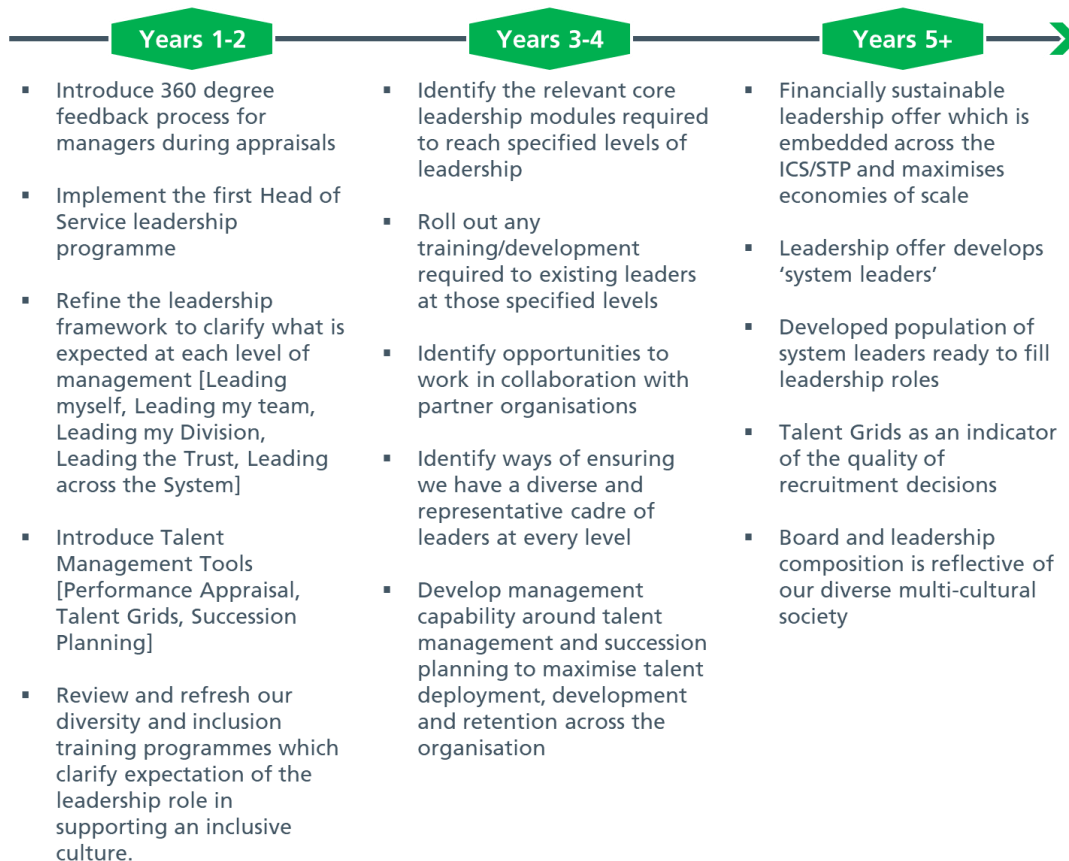 Years 1-2
▪ Introduce 360 degree
feedback process for
managers during appraisals
▪ Implement the first Head of
Service leadership
programme
▪ Refine the leadership
framework to clarify what is
expected at each level of
management [Leading
myself, Leading my team,
Leading my Division,
Leading the Trust, Leading
across the System]
▪ Introduce Talent
Management Tools
[Performance Appraisal,
Talent Grids, Succession
Planning]
▪ Review and refresh our
diversity and inclusion
training programmes which
clarify expectation of the
leadership role in
supporting an inclusive
culture.
Years 3-4
▪ Identify the relevant core
leadership modules required
to reach specified levels of
leadership
▪ Roll out any
training/development
required to existing leaders
at those specified levels
▪ Identify opportunities to
work in collaboration with
partner organisations
▪ Identify ways of ensuring
we have a diverse and
representative cadre of
leaders at every level
▪ Develop management
capability around talent
management and succession
planning to maximise talent
deployment, development
and retention across the
organisation
Years 5+
▪ Financially sustainable
leadership offer which is
embedded across the
ICS/STP and maximises
economies of scale
▪ Leadership offer develops
‘system leaders’
▪ Developed population of
system leaders ready to fill
leadership roles
▪ Talent Grids as an indicator
of the quality of
recruitment decisions
▪ Board and leadership
composition is reflective of
our diverse multi-cultural
society